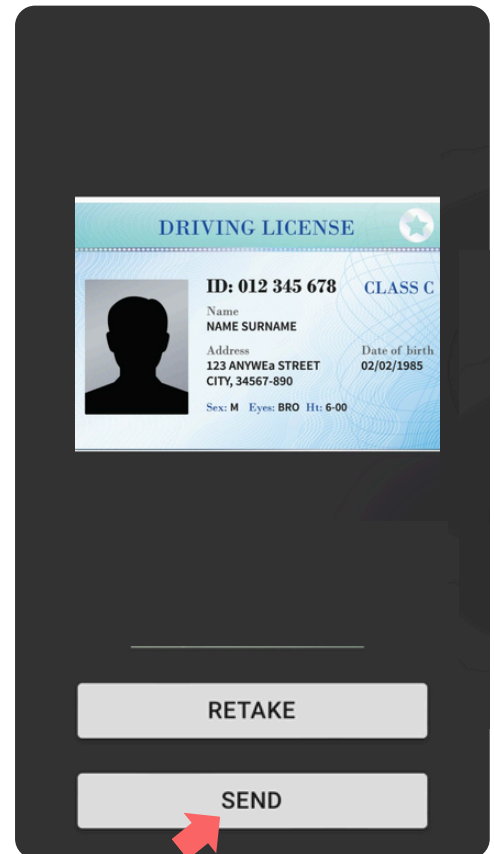 DRIVING LICENSE
ID: 012 345 678 CLASS C
Name
NAME SURNAME
Address Date of birth
123 ANYWEa STREET 02/02/1985
CITY, 34567-890
Sex: M Eyes: BRO Ht: 6-00
RETAKE
SEND